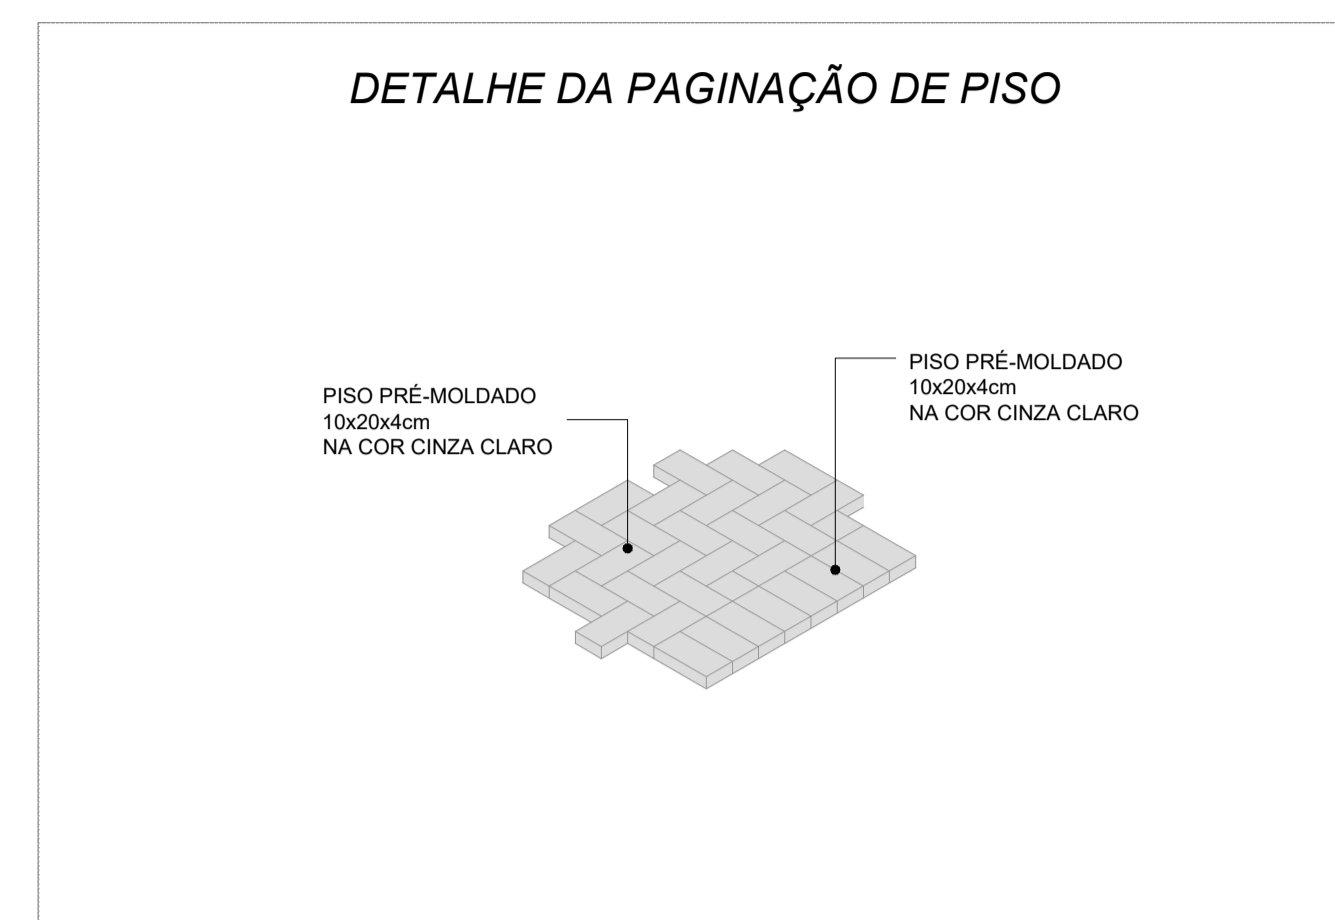 DETALHE DA PAGINAÇÃO DE PISO
PISO PRÉ-MOLDADO
10x20x4cm
NA COR CINZA CLARO
PISO PRÉ-MOLDADO
10x20x4cm
NA COR CINZA CLARO